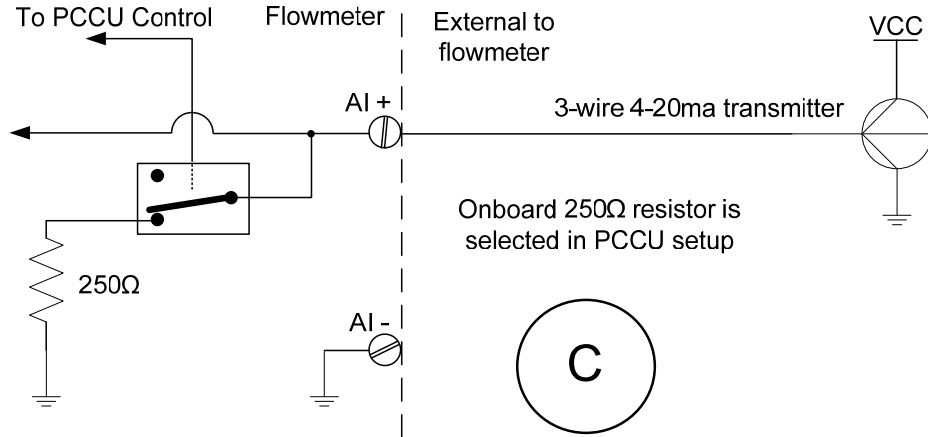 To PCCU Control
Flowmeter
External to
flowmeter
VCC
AI +
3-wire 4-20ma transmitter
Onboard 250Ω resistor is
selected in PCCU setup
250Ω
AI -
C